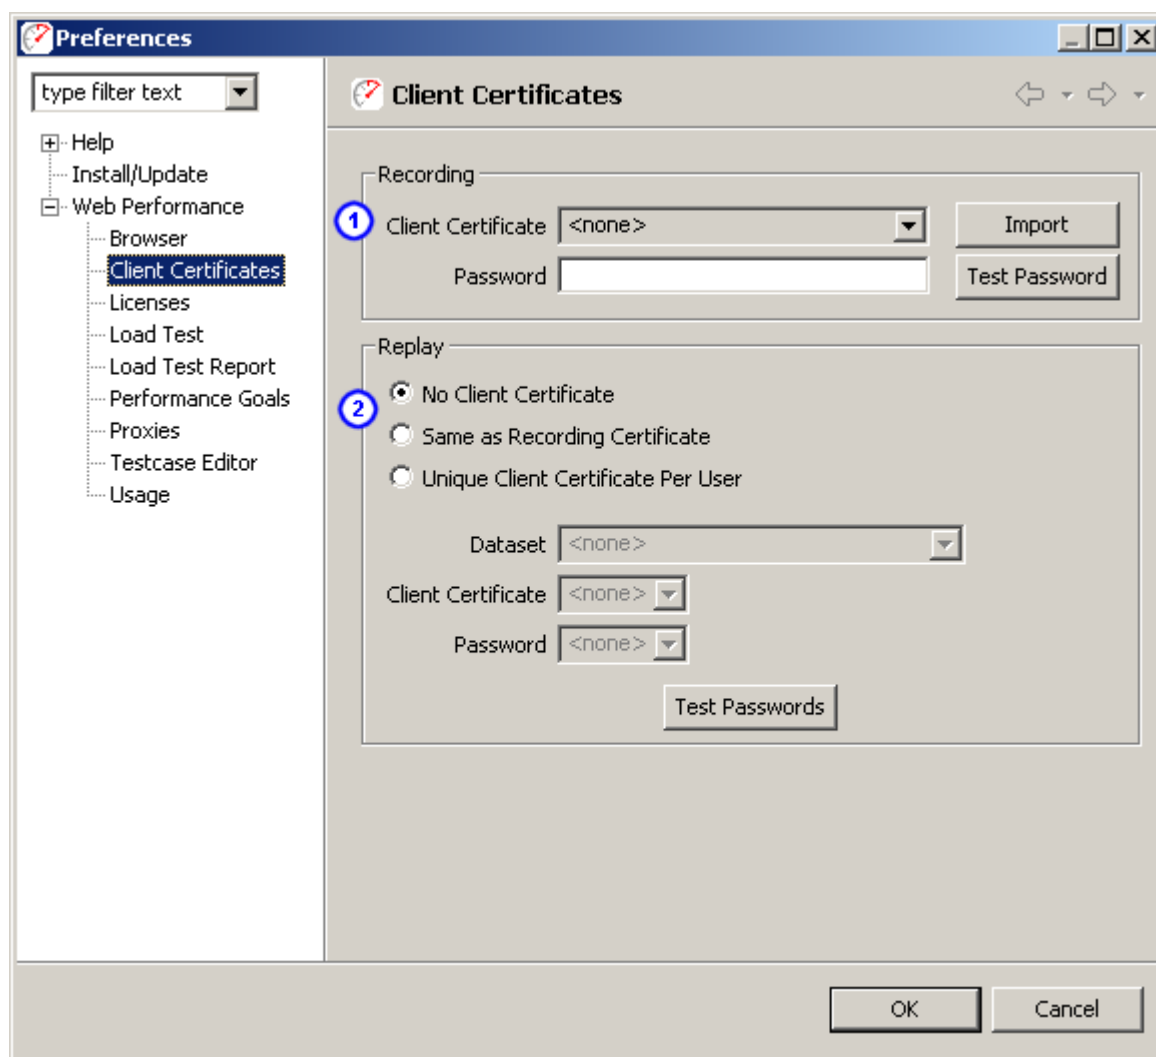 Preferences
type filter text
Help
Install/Update
Web Performance
Browser
Client Certificates
Licenses
Load Test
Load Test Report
Performance Goals
Proxies
Testcase Editor
Usage
Client Certificates
Recording
1 Client Certificate <none> Import
Password Test Password
Replay
2 No Client Certificate
Same as Recording Certificate
Unique Client Certificate Per User
Dataset <none>
Client Certificate <none>
Password <none>
Test Passwords
OK Cancel